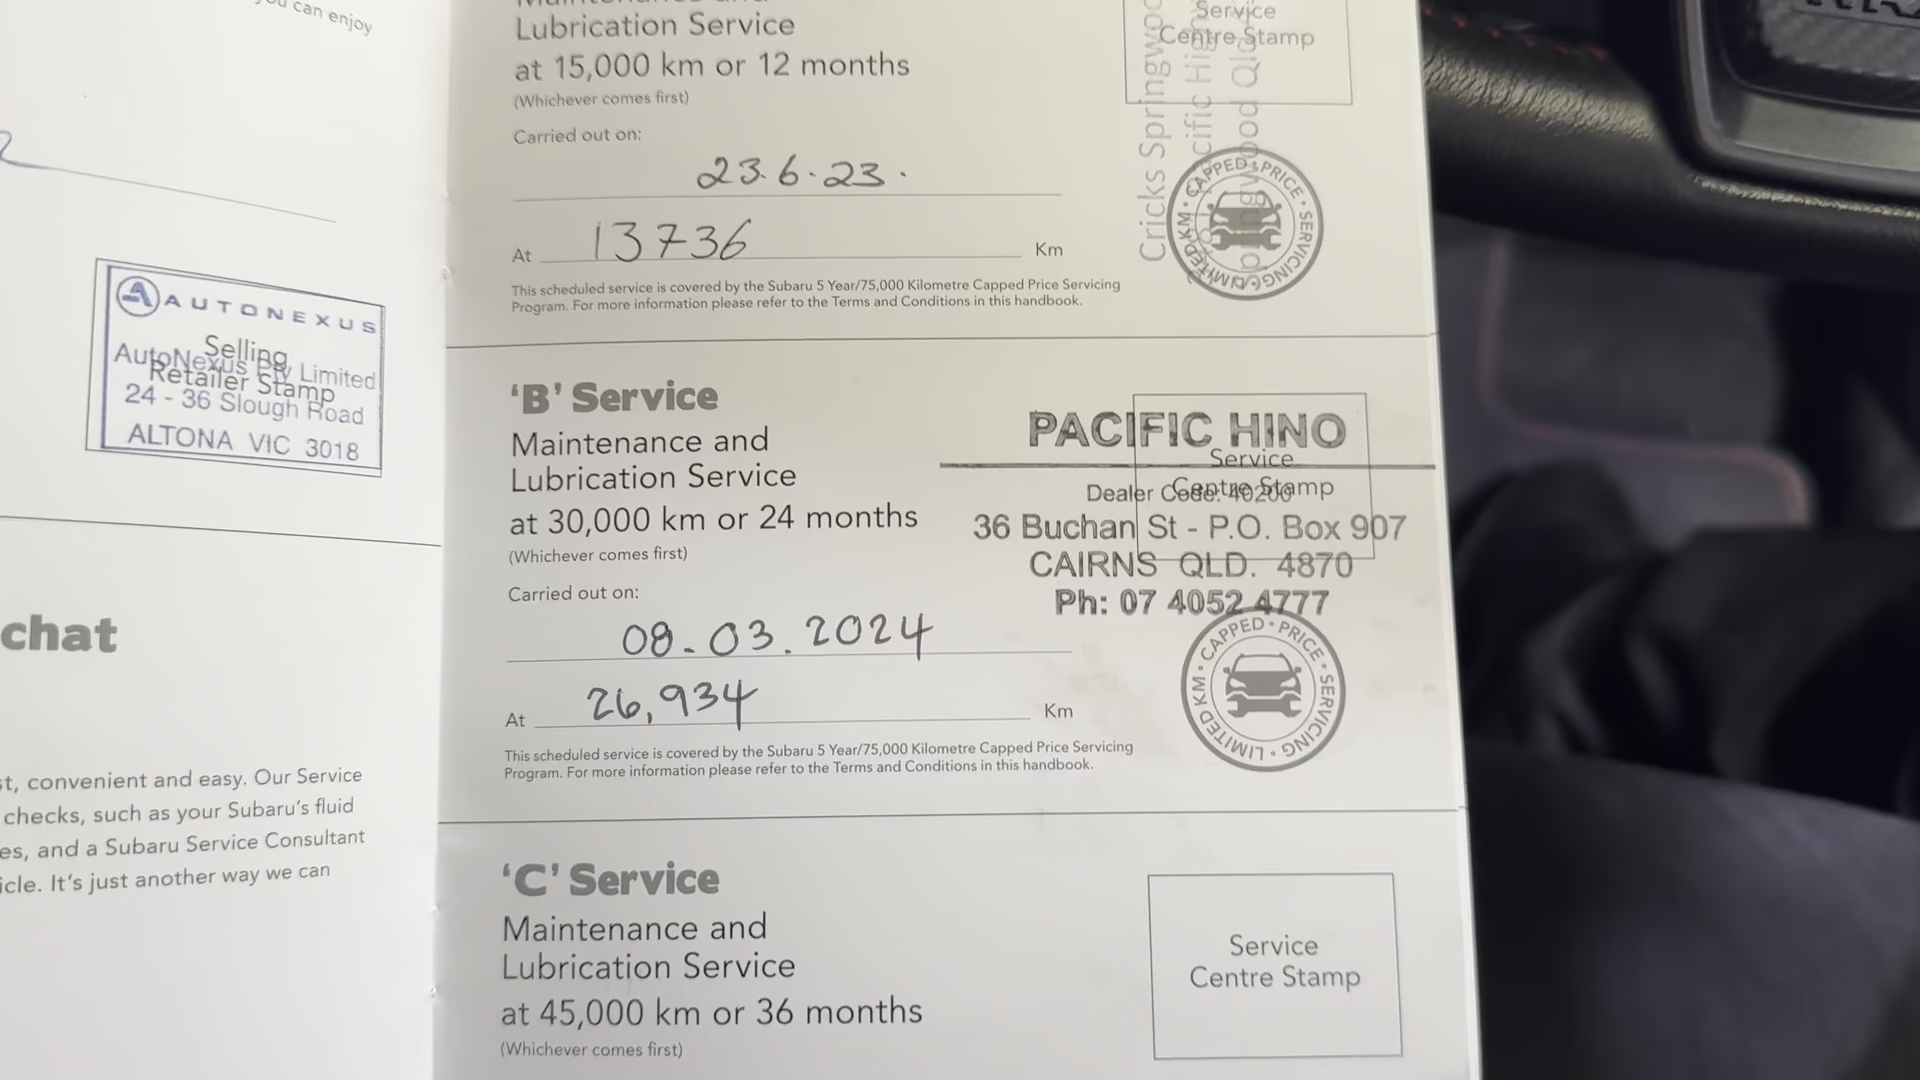 you can enjoy
AUTONEXUS
Selling
AutoNexus Pty Limited
Retailer Stamp
24 - 36 Slough Road
ALTONA VIC 3018
chat
st, convenient and easy. Our Service
checks, such as your Subaru's fluid
es, and a Subaru Service Consultant
icle. It's just another way we can
Maintenance and
Lubrication Service
at 15,000 km or 12 months
(Whichever comes first)
Carried out on:
23.6.23.
At 13736 Km
This scheduled service is covered by the Subaru 5 Year/75,000 Kilometre Capped Price Servicing
Program. For more information please refer to the Terms and Conditions in this handbook.
Service
Centre Stamp
Cricks Springwood
CAPPED PRICE SERVICING LIMITED KM
'B' Service
Maintenance and
Lubrication Service
at 30,000 km or 24 months
(Whichever comes first)
Carried out on:
08-03.2024
At 26,934 Km
This scheduled service is covered by the Subaru 5 Year/75,000 Kilometre Capped Price Servicing
Program. For more information please refer to the Terms and Conditions in this handbook.
PACIFIC HINO
Service
Centre Stamp
Dealer Code: 40200
36 Buchan St - P.O. Box 907
CAIRNS QLD. 4870
Ph: 07 4052 4777
CAPPED • PRICE • SERVICING • LIMITED KM •
'C' Service
Maintenance and
Lubrication Service
at 45,000 km or 36 months
(Whichever comes first)
Service
Centre Stamp